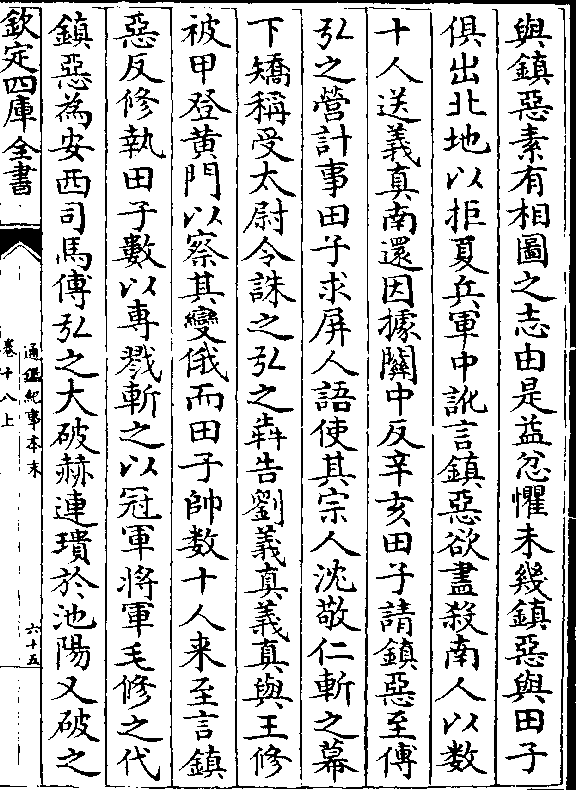 與鎮惡素有相圖之志由是益忿懼未幾鎮惡與田子
俱出北地以拒夏兵軍中訛言鎮惡欲盡殺南人以數
十人送義真南還因據關中反辛亥田子請鎮惡至傅
弘之營計事田子求屏人語使其宗人沈敬仁斬之幕
下矯稱受太尉令誅之弘之犇告劉義真義真與王修
被甲登黃門以察其變俄而田子帥数十人来至言鎮
惡反修執田子數以専戮斬之以冠軍將軍毛修之代
鎮惡為安西司馬傅弘之大破赫連璝於池陽又破之
欽定四庫全書
通鑑紀事本末
卷十八上
六十五